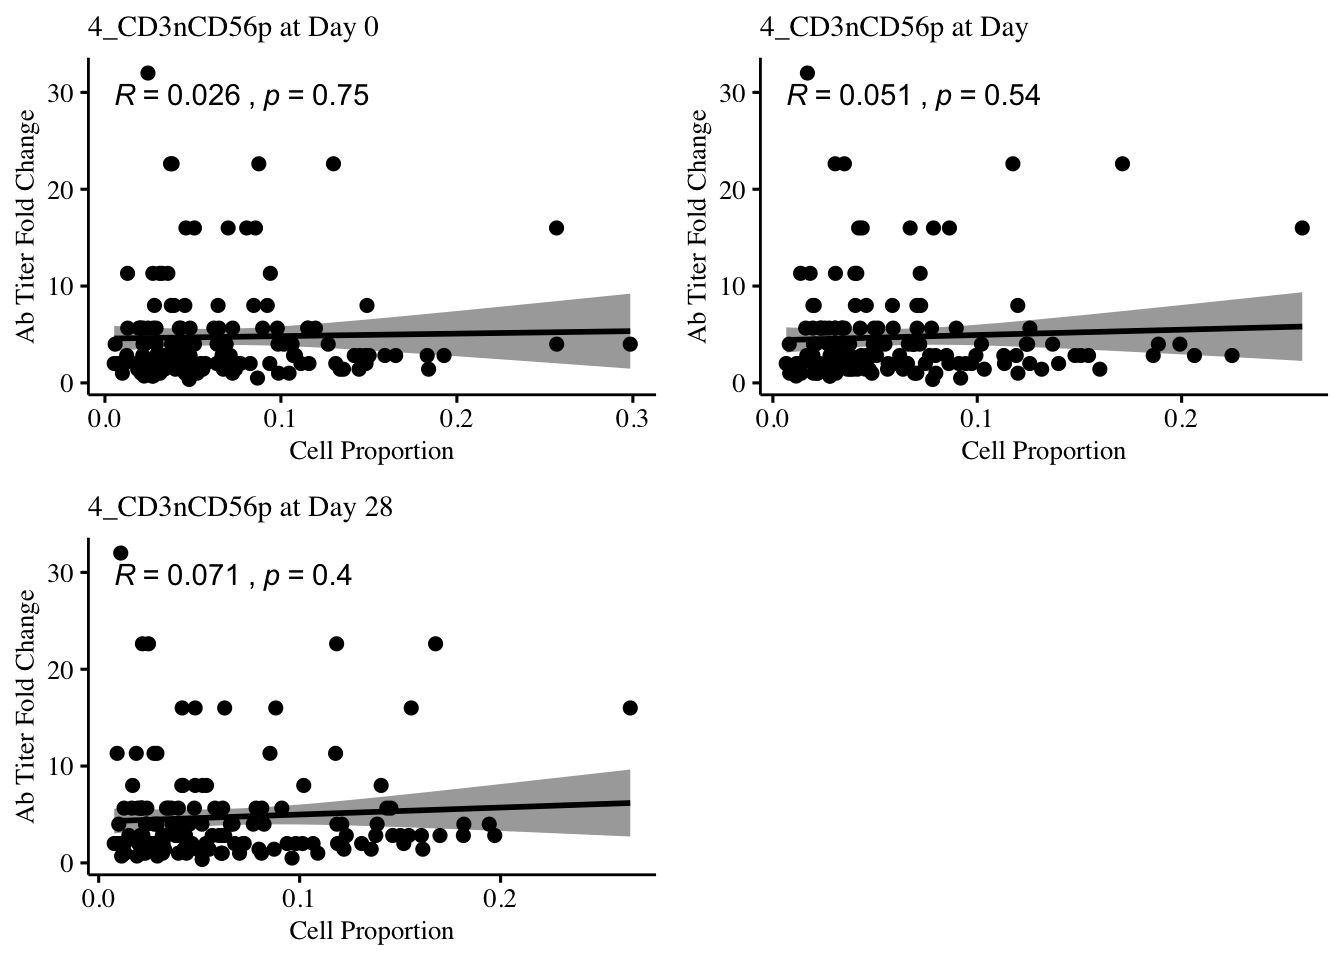 4_CD3nCD56p at Day 0
R = 0.026 , p = 0.75
Ab Titer Fold Change
30
20
10
0
0.0 0.1 0.2 0.3
Cell Proportion
4_CD3nCD56p at Day
R = 0.051 , p = 0.54
Ab Titer Fold Change
30
20
10
0
0.0 0.1 0.2
Cell Proportion
4_CD3nCD56p at Day 28
R = 0.071 , p = 0.4
Ab Titer Fold Change
30
20
10
0
0.0 0.1 0.2
Cell Proportion